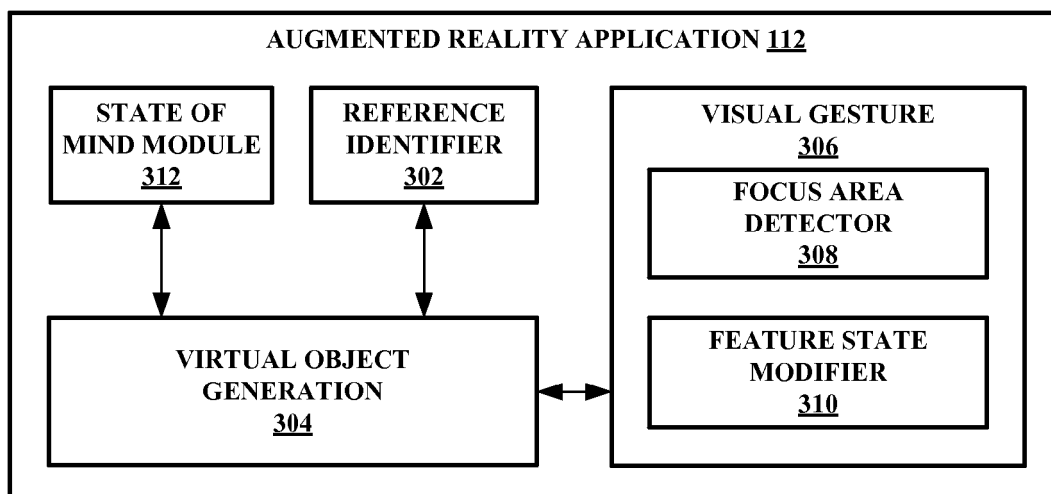 AUGMENTED REALITY APPLICATION 112
STATE OF
MIND MODULE
312
REFERENCE
IDENTIFIER
302
VISUAL GESTURE
306
FOCUS AREA
DETECTOR
308
VIRTUAL OBJECT
GENERATION
304
FEATURE STATE
MODIFIER
310